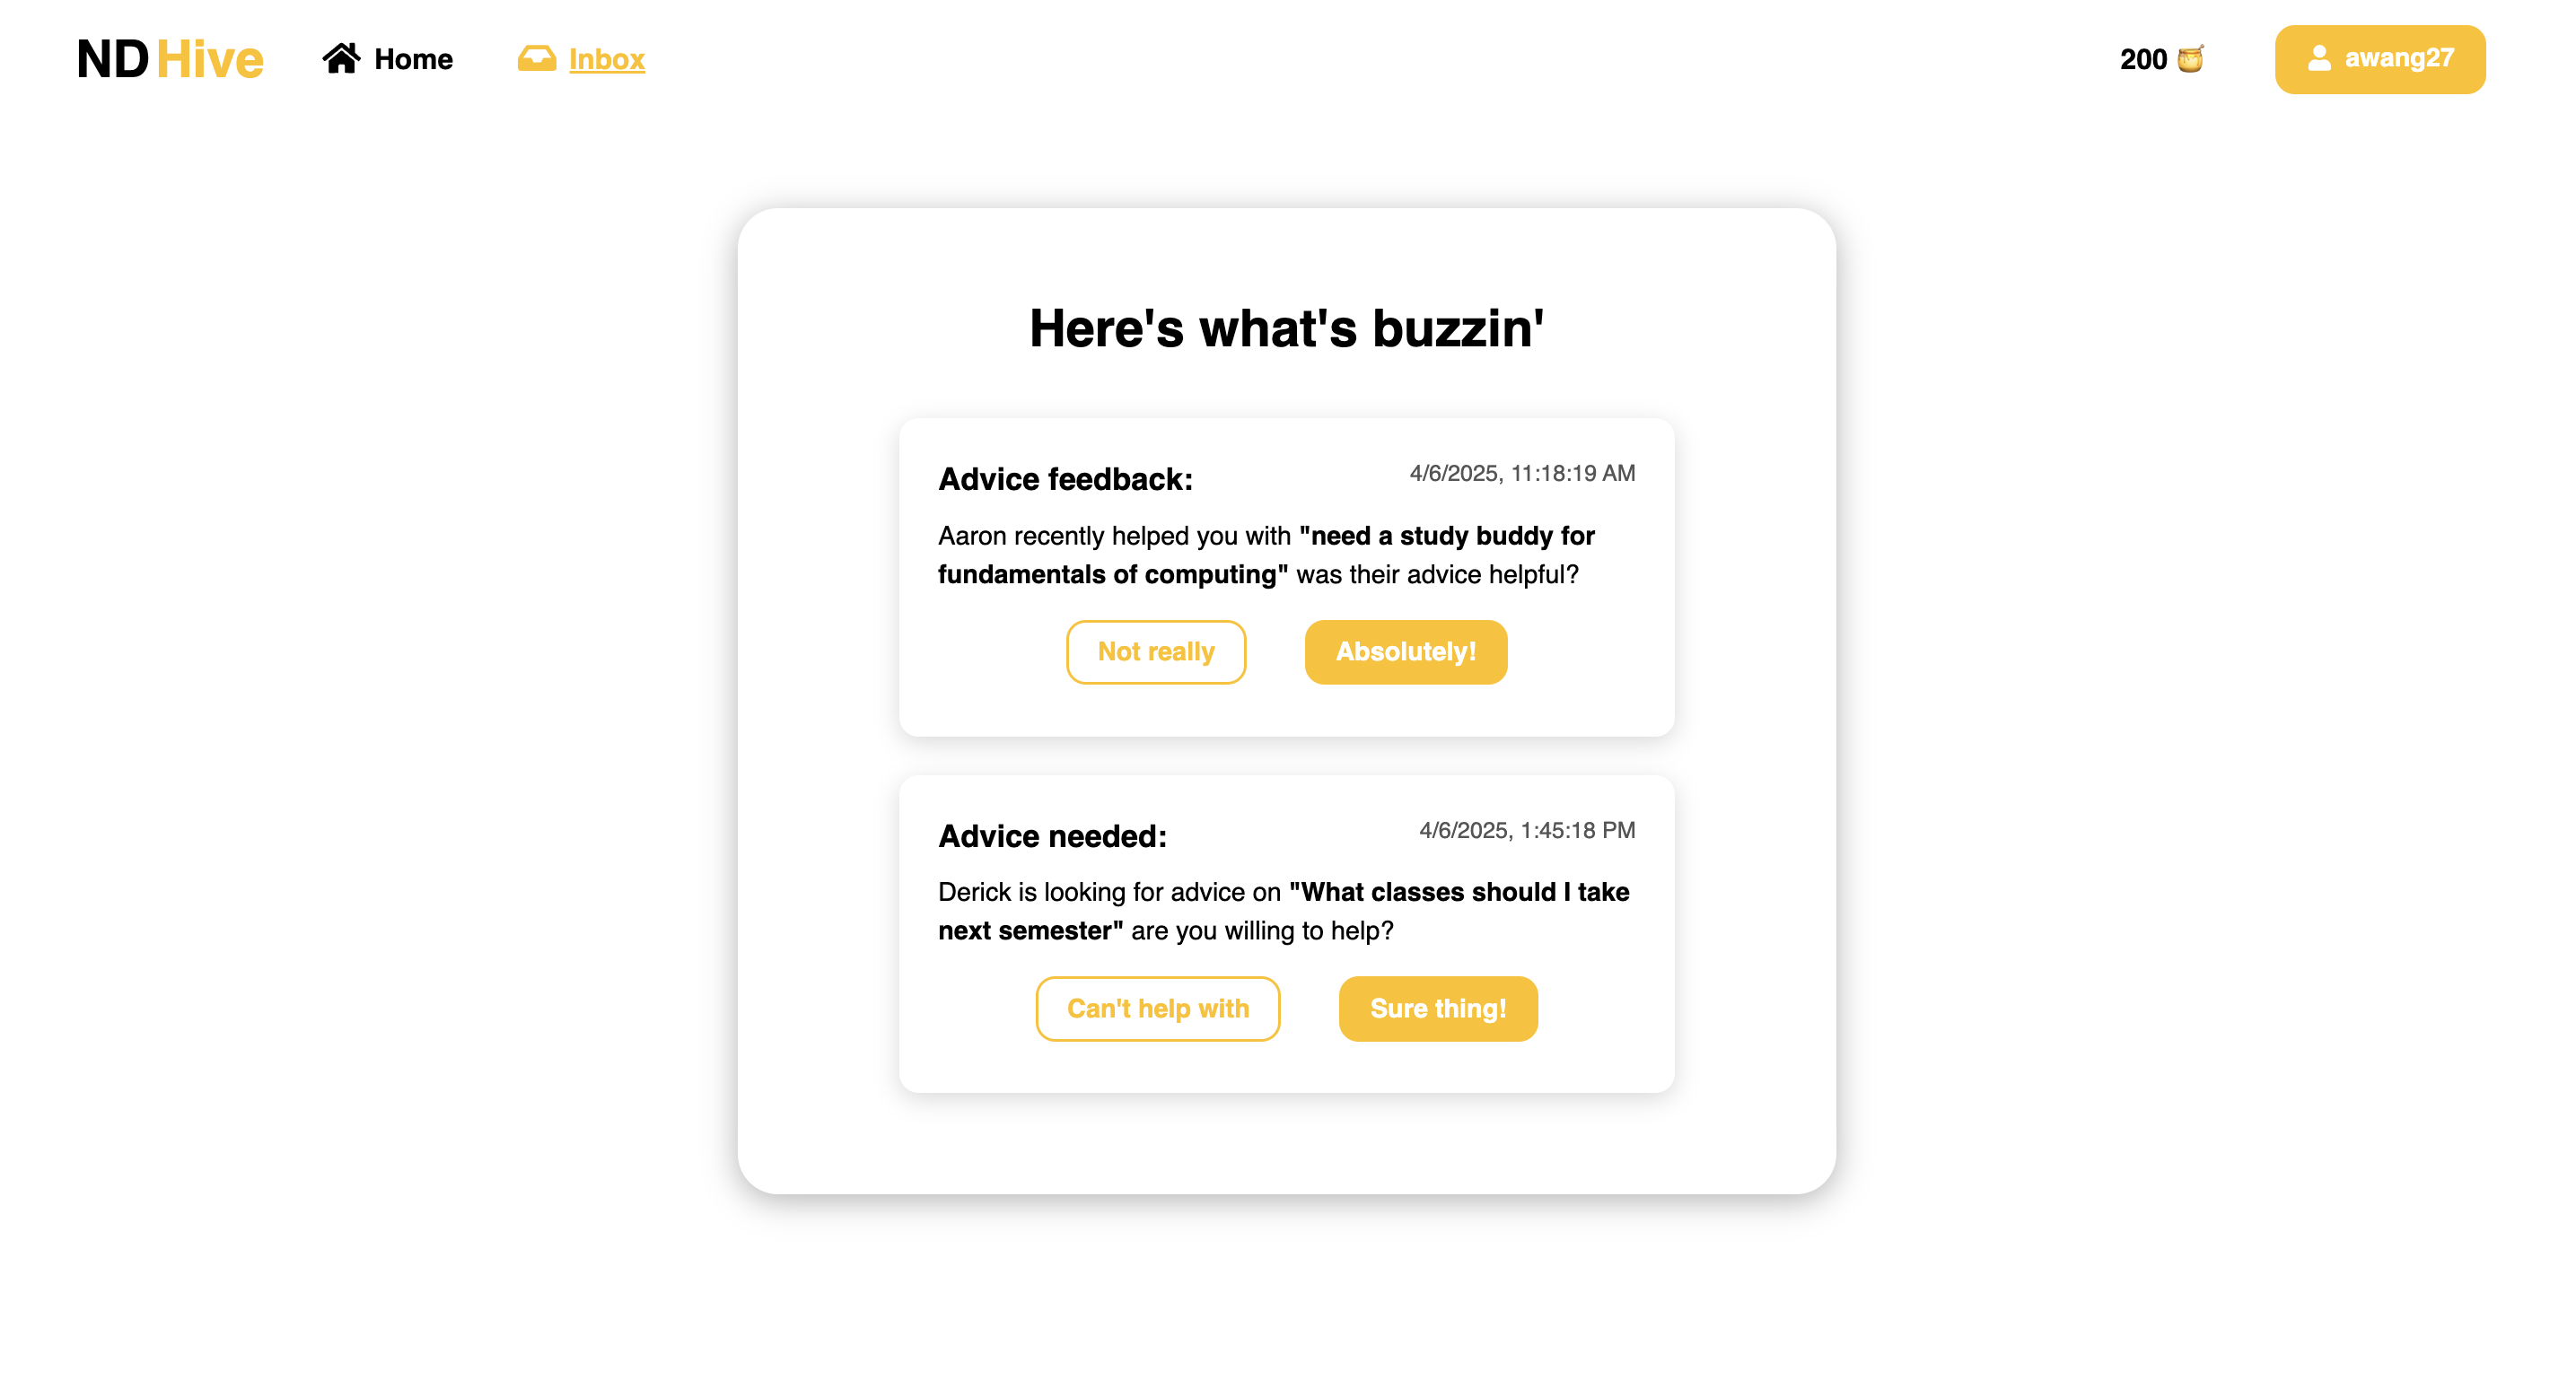 NDHive Home Inbox 200 awang27
Here's what's buzzin'
Advice feedback: 4/6/2025, 11:18:19 AM
Aaron recently helped you with "need a study buddy for
fundamentals of computing" was their advice helpful?
Not really Absolutely!
Advice needed: 4/6/2025, 1:45:18 PM
Derick is looking for advice on "What classes should I take
next semester" are you willing to help?
Can't help with Sure thing!